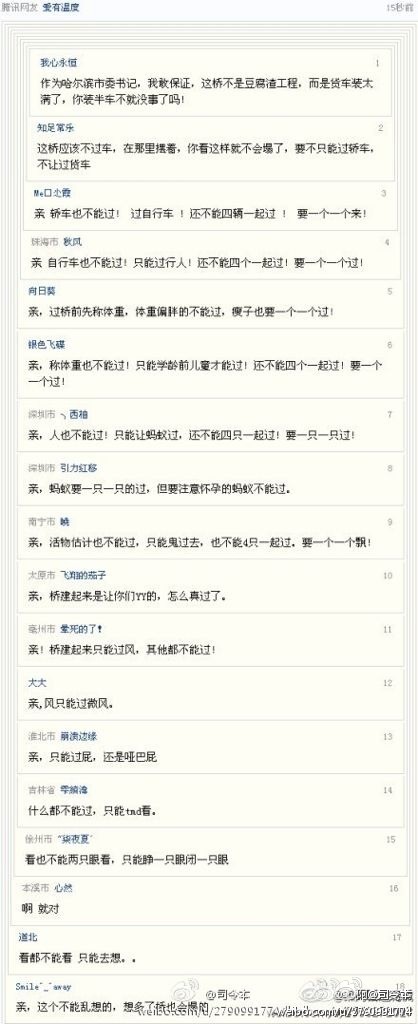 腾讯网友 爱有温度 15秒前
我心永恒 1
作为哈尔滨市委书记，我敢保证，这桥不是豆腐渣工程，而是货车装太
满了，你装半车不就没事了吗！
知足常乐 2
这桥应该不过车，在那里摆着，你看这样就不会塌了，要不只能过轿车，
不让过货车
Me口尐霞 3
亲 轿车也不能过！ 过自行车 ！还不能四辆一起过 ！ 要一个一个来！
珠海市 秋风 4
亲 自行车也不能过！只能过行人！还不能四个一起过！要一个一个过！
向日葵 5
亲，过桥前先称体重，体重偏胖的不能过，瘦子也要一个一个过！
银色飞碟 6
亲，称体重也不能过！只能学龄前儿童才能过！还不能四个一起过！要一个
一个过！
深圳市 ╮西柚 7
亲，人也不能过！只能让蚂蚁过，还不能四只一起过！要一只一只过！
深圳市 引力红移 8
亲，蚂蚁要一只一只的过，但要注意怀孕的蚂蚁不能过。
南宁市 晓 9
亲，活物估计也不能过，只能鬼过去，也不能4只一起过。要一个一个飘！
太原市 飞翔的茄子 10
亲，桥建起来是让你们YY的，怎么真过了。
亳州市 晕死的了！ 11
亲！桥建起来只能过风，其他都不能过！
犬犬 12
亲,风只能过微风。
淮北市 崩溃边缘 13
亲，只能过屁，还是哑巴屁
吉林省 14
什么都不能过，只能tmd看。
徐州市 "柒夜夏' 15
看也不能两只眼看，只能睁一只眼闭一只眼
本溪市 心然 16
啊 就对
道北 17
看都不能看 只能去想。。
Smile^_^away 18
亲，这个不能乱想的，想多了桥也会塌的
@司令本
weibo.com/u/2790991774